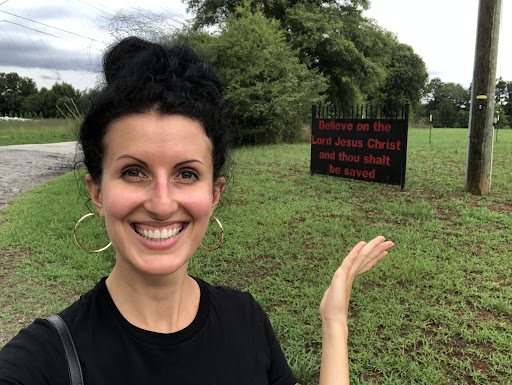 Believe on the
Lord Jesus Christ
and thou shalt
be saved